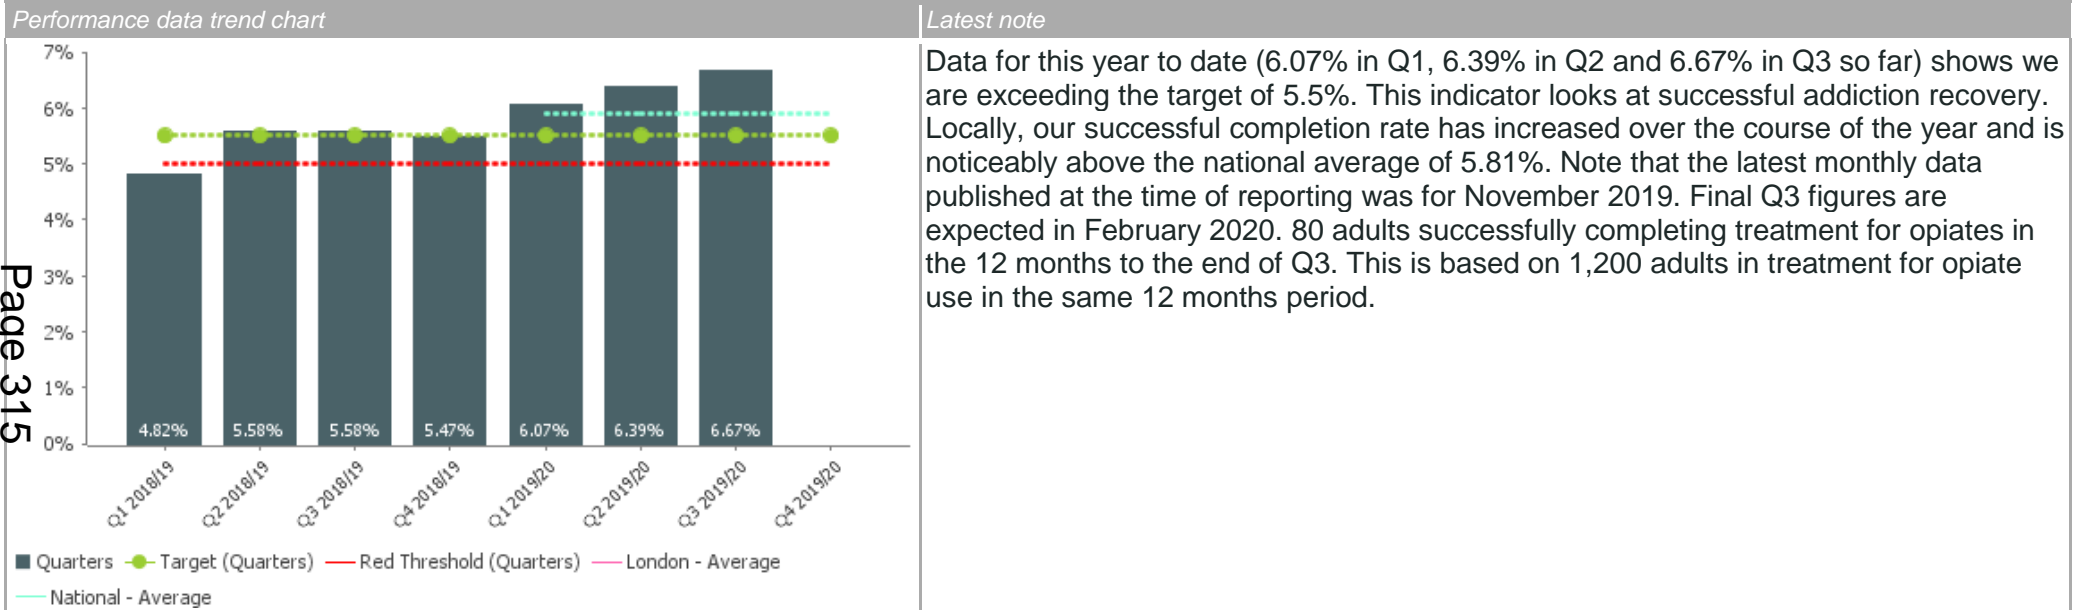 Performance data trend chart
Latest note
7%
6%
5%
4%
3%
2%
1%
0%
4.82%
5.58%
5.58%
5.47%
6.07%
6.39%
6.67%
Q1 2018/19
Q2 2018/19
Q3 2018/19
Q4 2018/19
Q1 2019/20
Q2 2019/20
Q3 2019/20
Q4 2019/20
Quarters
Target (Quarters)
Red Threshold (Quarters)
London - Average
National - Average
Data for this year to date (6.07% in Q1, 6.39% in Q2 and 6.67% in Q3 so far) shows we
are exceeding the target of 5.5%. This indicator looks at successful addiction recovery.
Locally, our successful completion rate has increased over the course of the year and is
noticeably above the national average of 5.81%. Note that the latest monthly data
published at the time of reporting was for November 2019. Final Q3 figures are
expected in February 2020. 80 adults successfully completing treatment for opiates in
the 12 months to the end of Q3. This is based on 1,200 adults in treatment for opiate
use in the same 12 months period.
Page 315